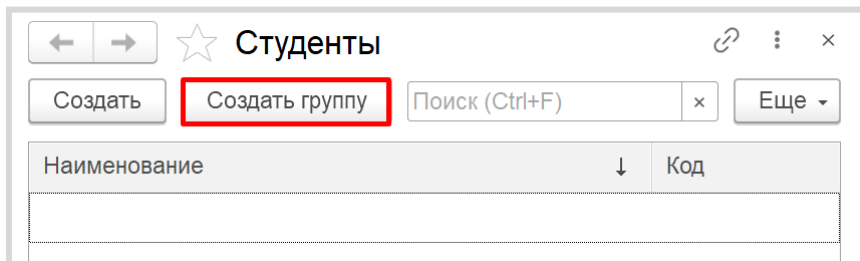 Студенты
Создать Создать группу Поиск (Ctrl+F) × Еще
Наименование ↓ Код